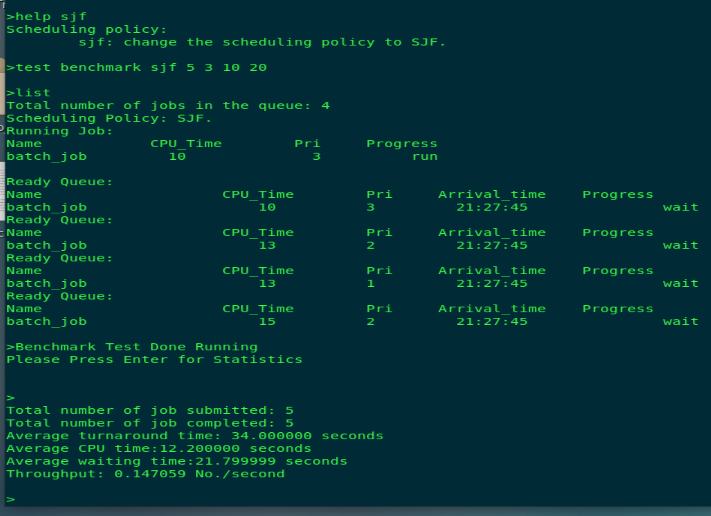 >help sjf
Scheduling policy:
sjf: change the scheduling policy to SJF.
>test benchmark sjf 5 3 10 20
>list
Total number of jobs in the queue: 4
Scheduling Policy: SJF.
Running Job:
Name CPU_Time Pri Progress
batch_job 10 3 run
Ready Queue:
Name CPU_Time Pri Arrival_time Progress
batch_job 10 3 21:27:45 wait
Ready Queue:
Name CPU_Time Pri Arrival_time Progress
batch_job 13 2 21:27:45 wait
Ready Queue:
Name CPU_Time Pri Arrival_time Progress
batch_job 13 1 21:27:45 wait
Ready Queue:
Name CPU_Time Pri Arrival_time Progress
batch_job 15 2 21:27:45 wait
>Benchmark Test Done Running
Please Press Enter for Statistics
>
Total number of job submitted: 5
Total number of job completed: 5
Average turnaround time: 34.000000 seconds
Average CPU time:12.200000 seconds
Average waiting time:21.799999 seconds
Throughput: 0.147059 No./second
>